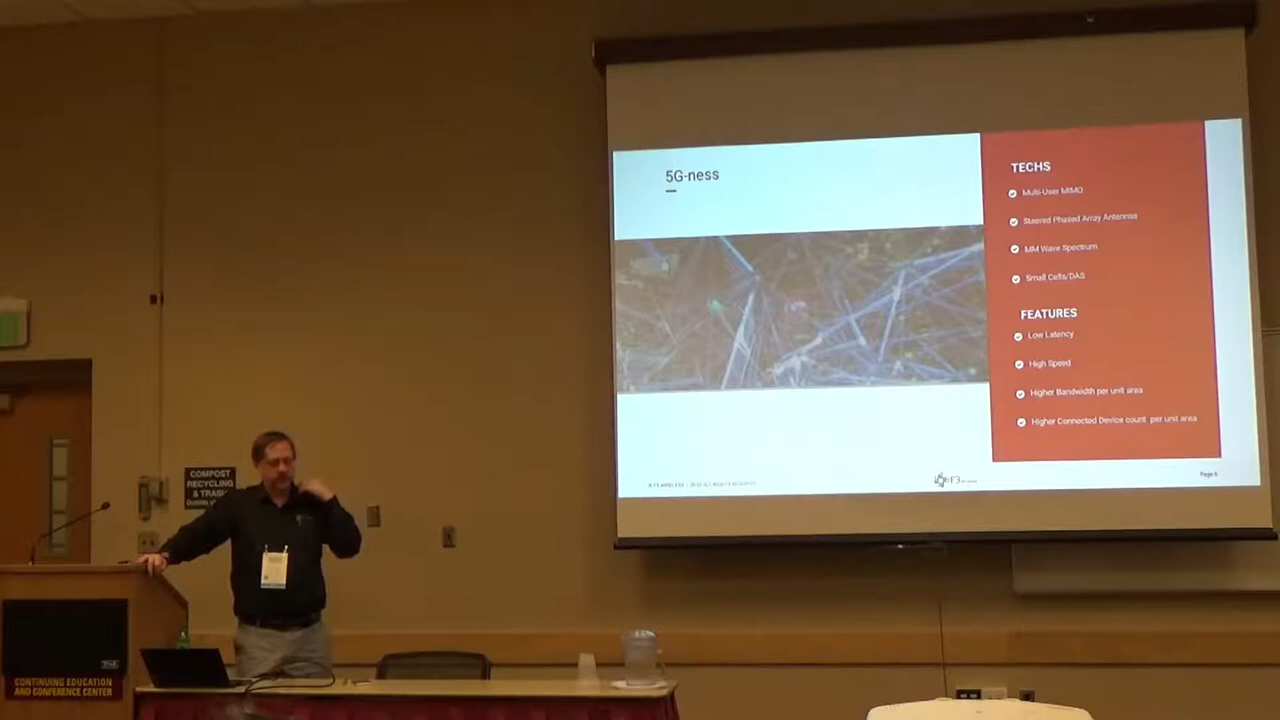 5G-ness
TECHS
Multi-User MIMO
Steered Phased Array Antennas
MM Wave Spectrum
Small Cells/DAS
FEATURES
Low Latency
High Speed
Higher Bandwidth per unit area
Higher Connected Device count per unit area
Page
F3
COMPOST
RECYCLING
& TRASH
CONTINUING EDUCATION
AND CONFERENCE CENTER